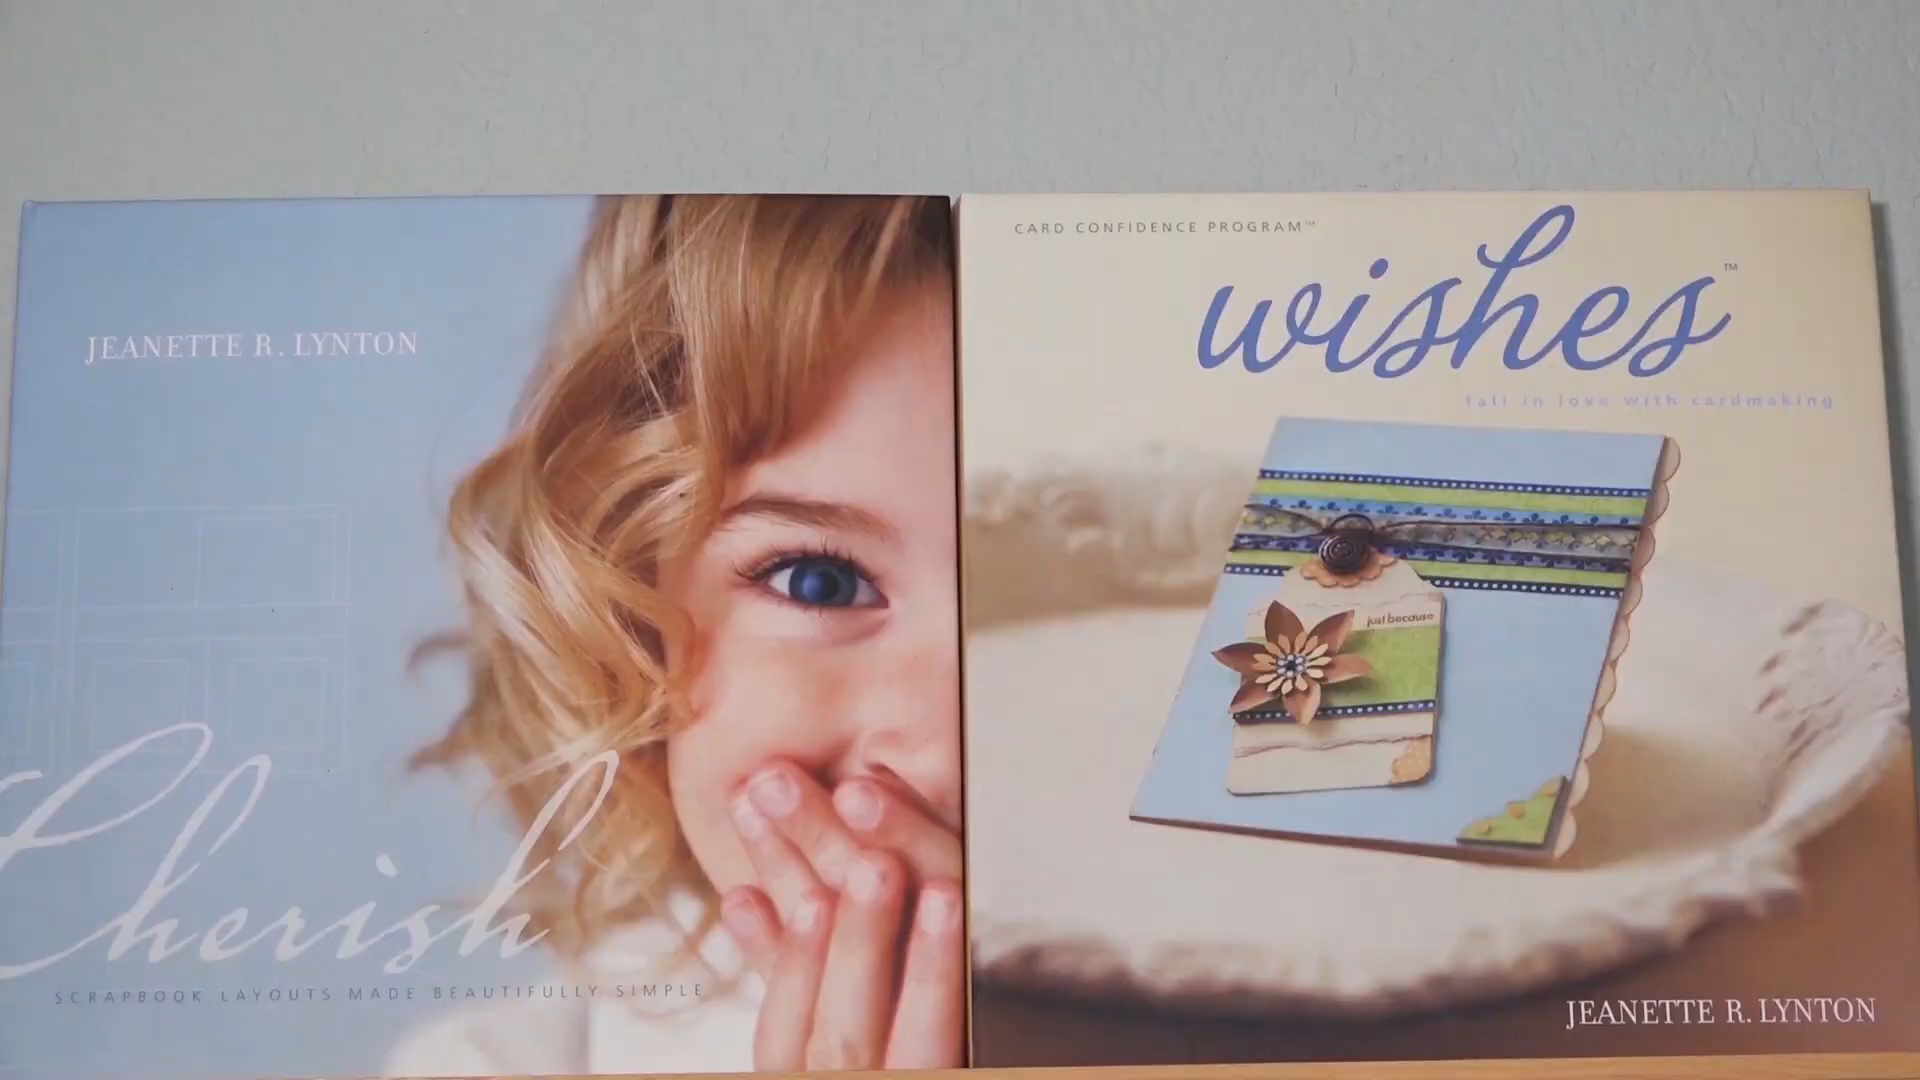 JEANETTE R. LYNTON
Cherish
SCRAPBOOK LAYOUTS MADE BEAUTIFULLY SIMPLE
CARD CONFIDENCE PROGRAM™
wishes™
fall in love with cardmaking
just because
JEANETTE R. LYNTON